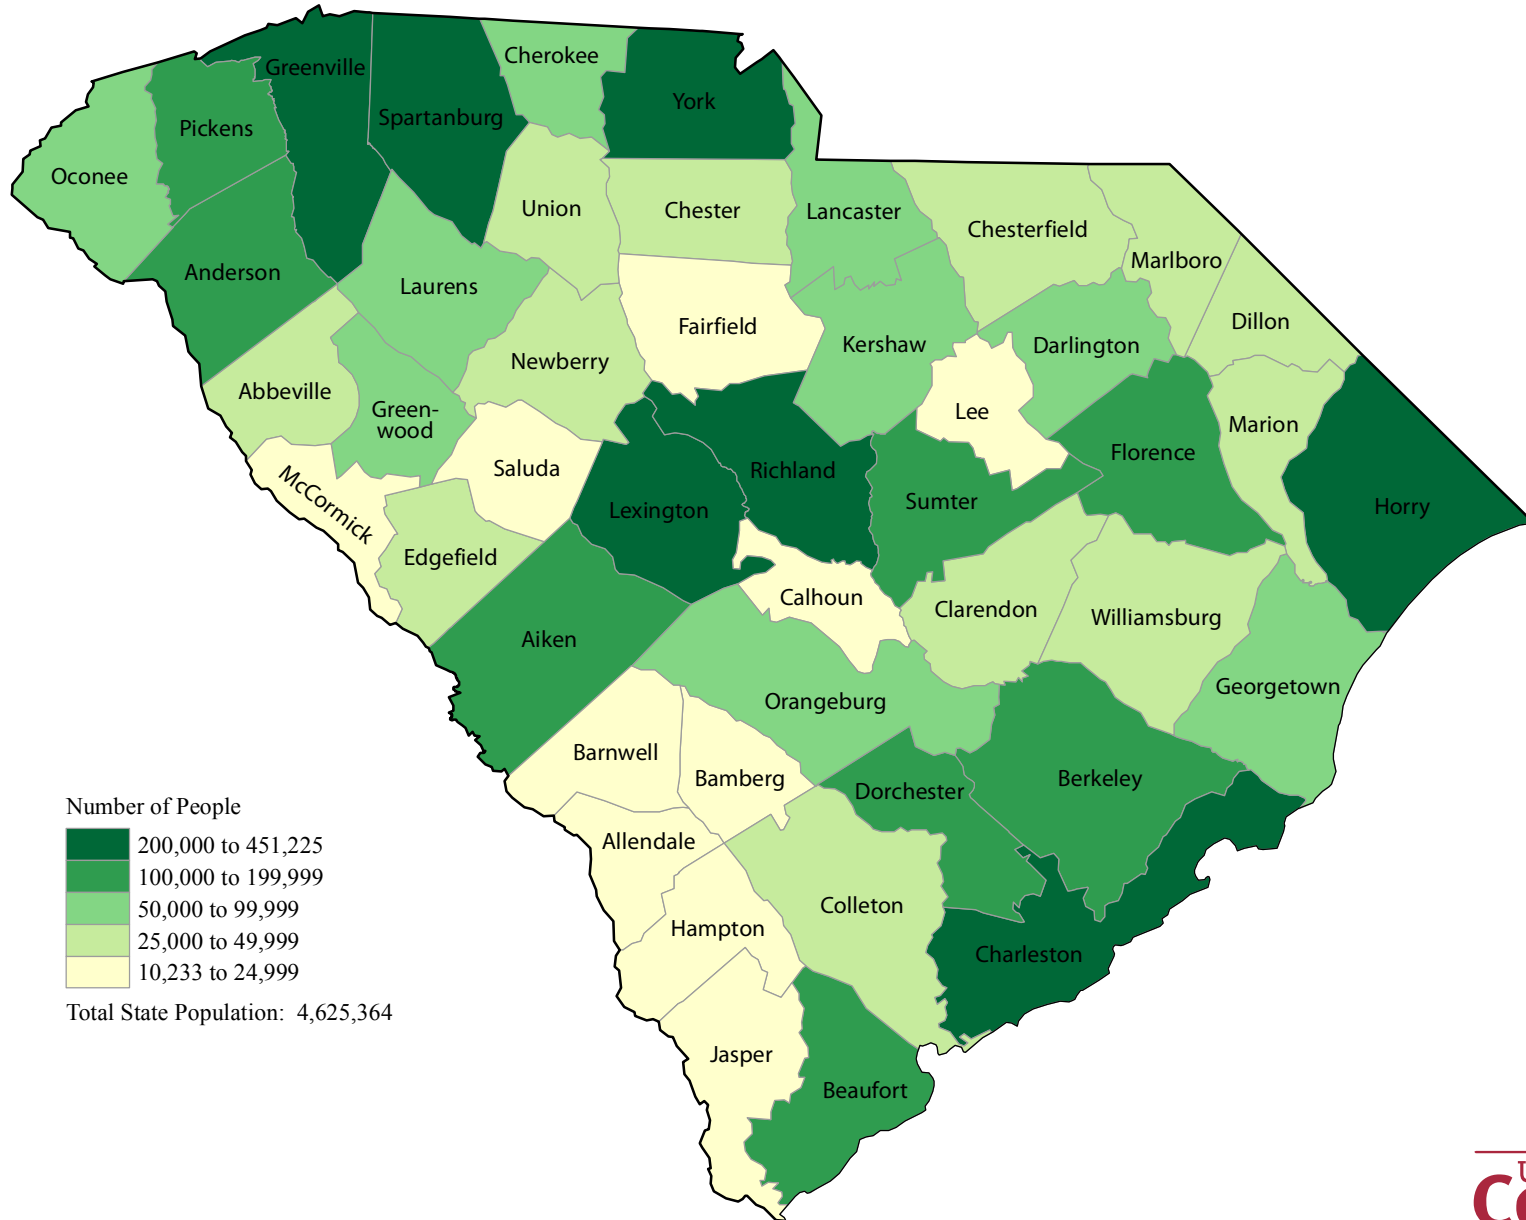 Cherokee
Greenville
York
Spartanburg
Pickens
Oconee
Union
Chester
Lancaster
Chesterfield
Marlboro
Anderson
Laurens
Dillon
Fairfield
Kershaw
Darlington
Newberry
Abbeville
Green-
wood
Lee
Marion
Florence
Saluda
Richland
McCormick
Lexington
Sumter
Horry
Edgefield
Calhoun
Clarendon
Williamsburg
Aiken
Georgetown
Orangeburg
Barnwell
Bamberg
Berkeley
Dorchester
Allendale
Colleton
Hampton
Charleston
Jasper
Beaufort
Number of People
200,000 to 451,225
100,000 to 199,999
50,000 to 99,999
25,000 to 49,999
10,233 to 24,999
Total State Population: 4,625,364